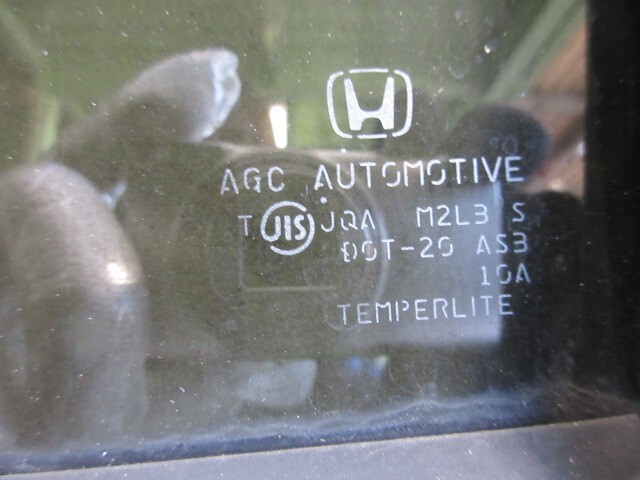 AGC AUTOMOTIVE
T JIS JQA M2L3 S
DOT-20 AS3
10A
TEMPERLITE